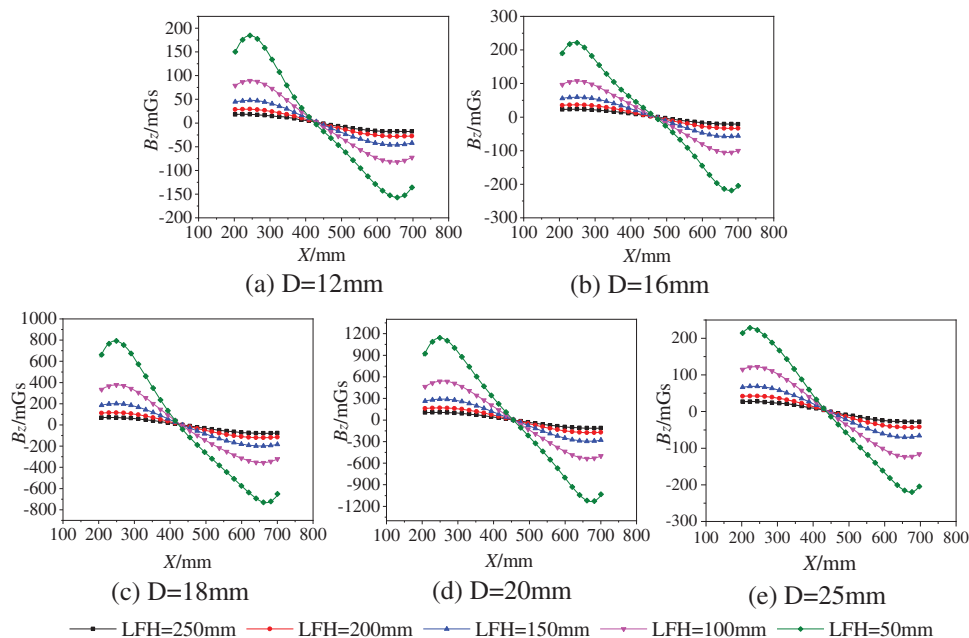 200
150
100
50
0
-50
-100
-150
-200
Bz/mGs
100 200 300 400 500 600 700 800
X/mm
(a) D=12mm
300
200
100
0
-100
-200
-300
Bz/mGs
100 200 300 400 500 600 700 800
X/mm
(b) D=16mm
1000
800
600
400
200
0
-200
-400
-600
-800
Bz/mGs
100 200 300 400 500 600 700 800
X/mm
(c) D=18mm
1200
900
600
300
0
-300
-600
-900
-1200
Bz/mGs
100 200 300 400 500 600 700 800
X/mm
(d) D=20mm
200
100
0
-100
-200
-300
Bz/mGs
100 200 300 400 500 600 700 800
X/mm
(e) D=25mm
LFH=250mm LFH=200mm LFH=150mm LFH=100mm LFH=50mm